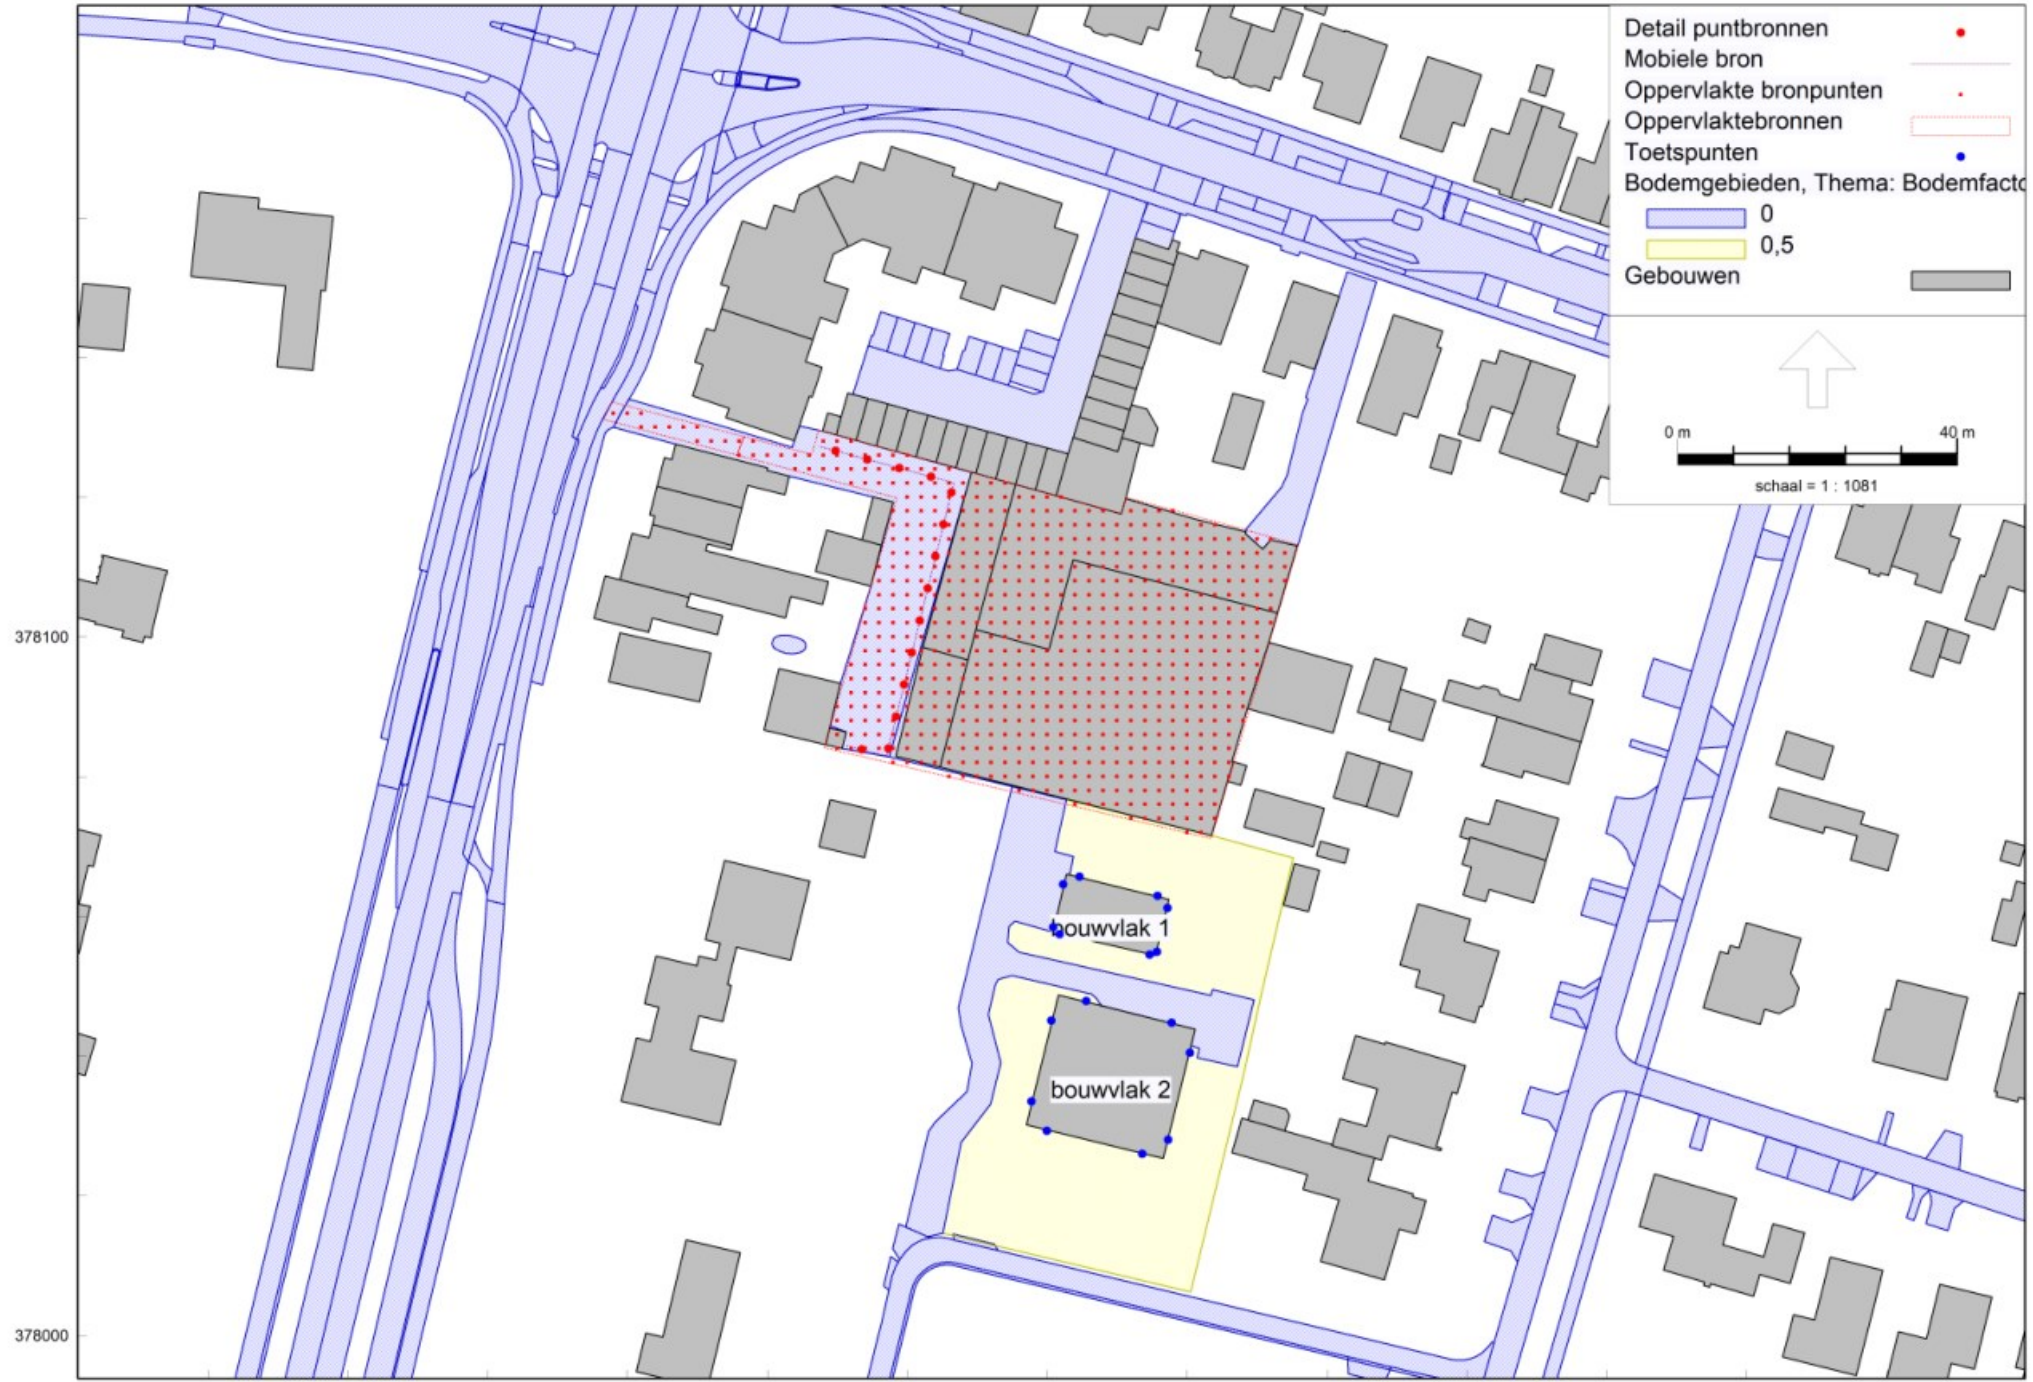 Detail puntbronnen
Mobiele bron
Oppervlakte bronpunten
Oppervlaktebronnen
Toetspunten
Bodemgebieden, Thema: Bodemfacto
0
0,5
Gebouwen
0 m 40 m
schaal = 1 : 1081
378100
bouwvlak 1
bouwvlak 2
378000